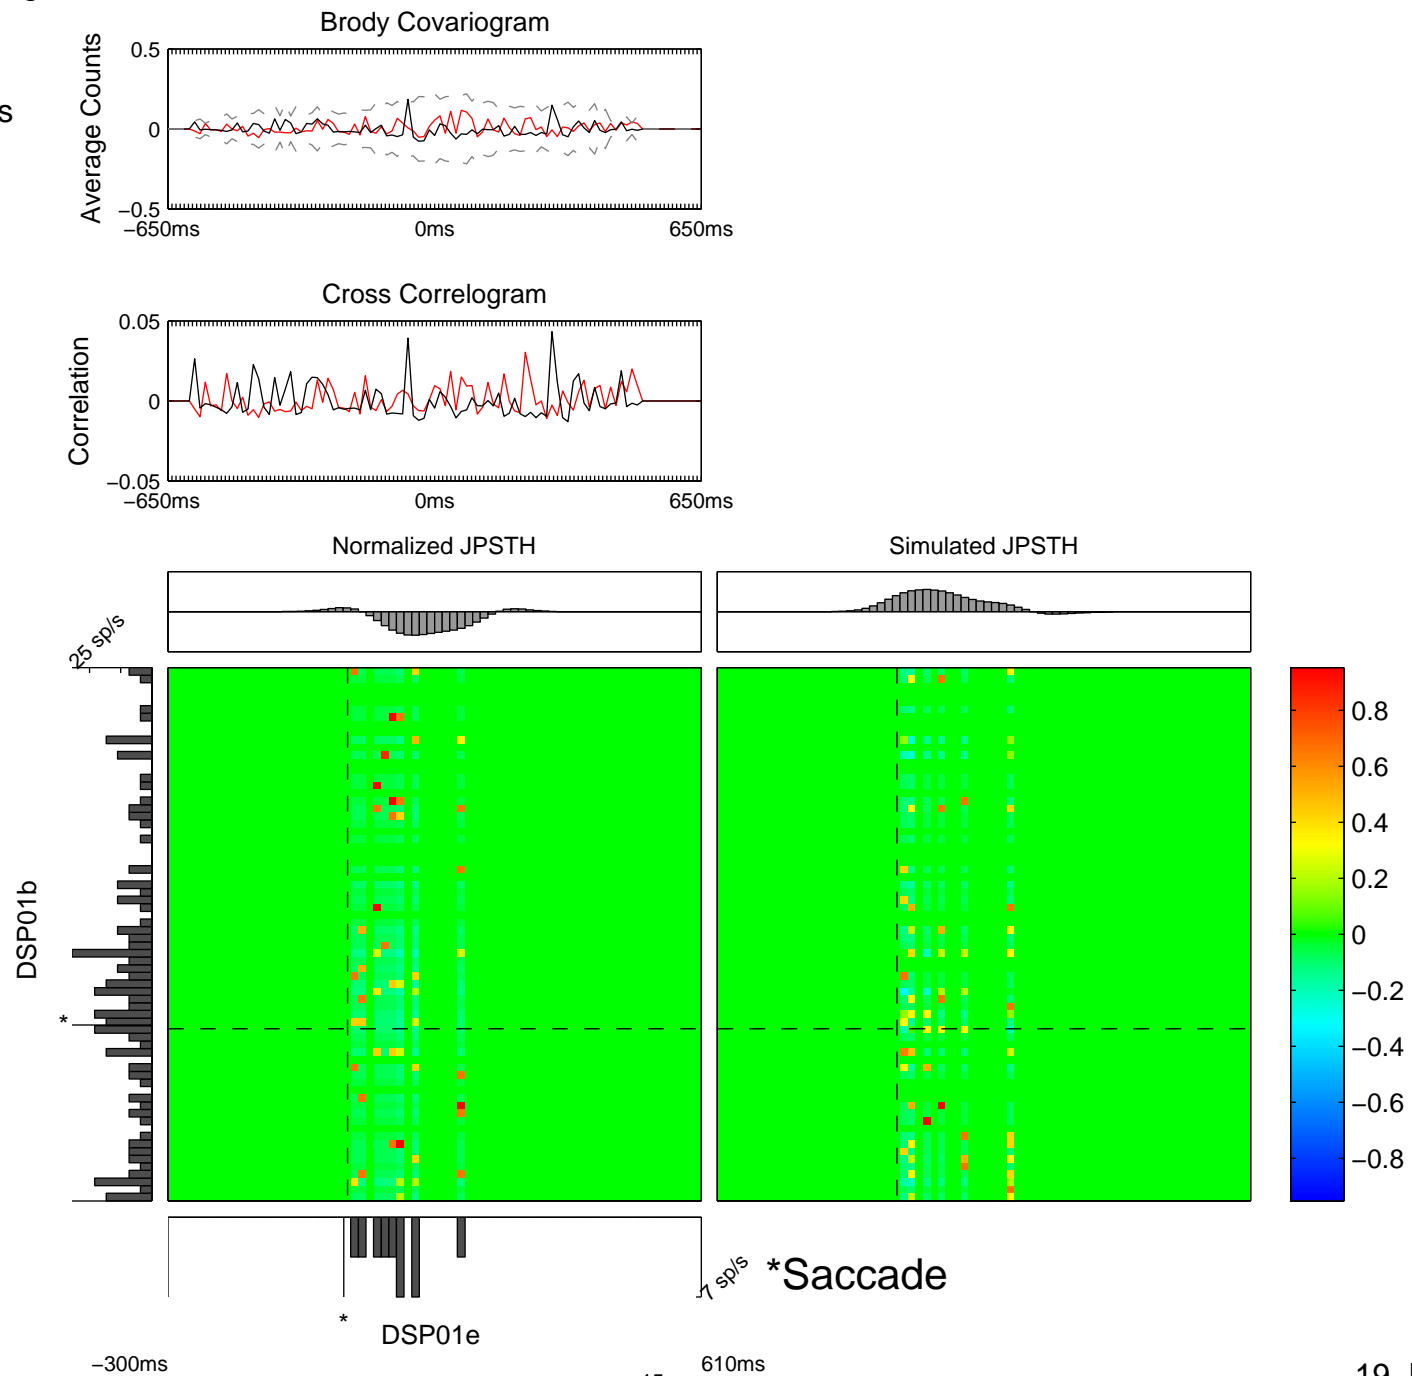 Brody Covariogram
Average Counts
0.5
0
−0.5
−650ms
0ms
650ms
s
Cross Correlogram
Correlation
0.05
0
−0.05
−650ms
0ms
650ms
Normalized JPSTH
Simulated JPSTH
25 sp/s
DSP01b
*
0.8
0.6
0.4
0.2
0
−0.2
−0.4
−0.6
−0.8
7 sp/s
*Saccade
*
DSP01e
−300ms
610ms
19